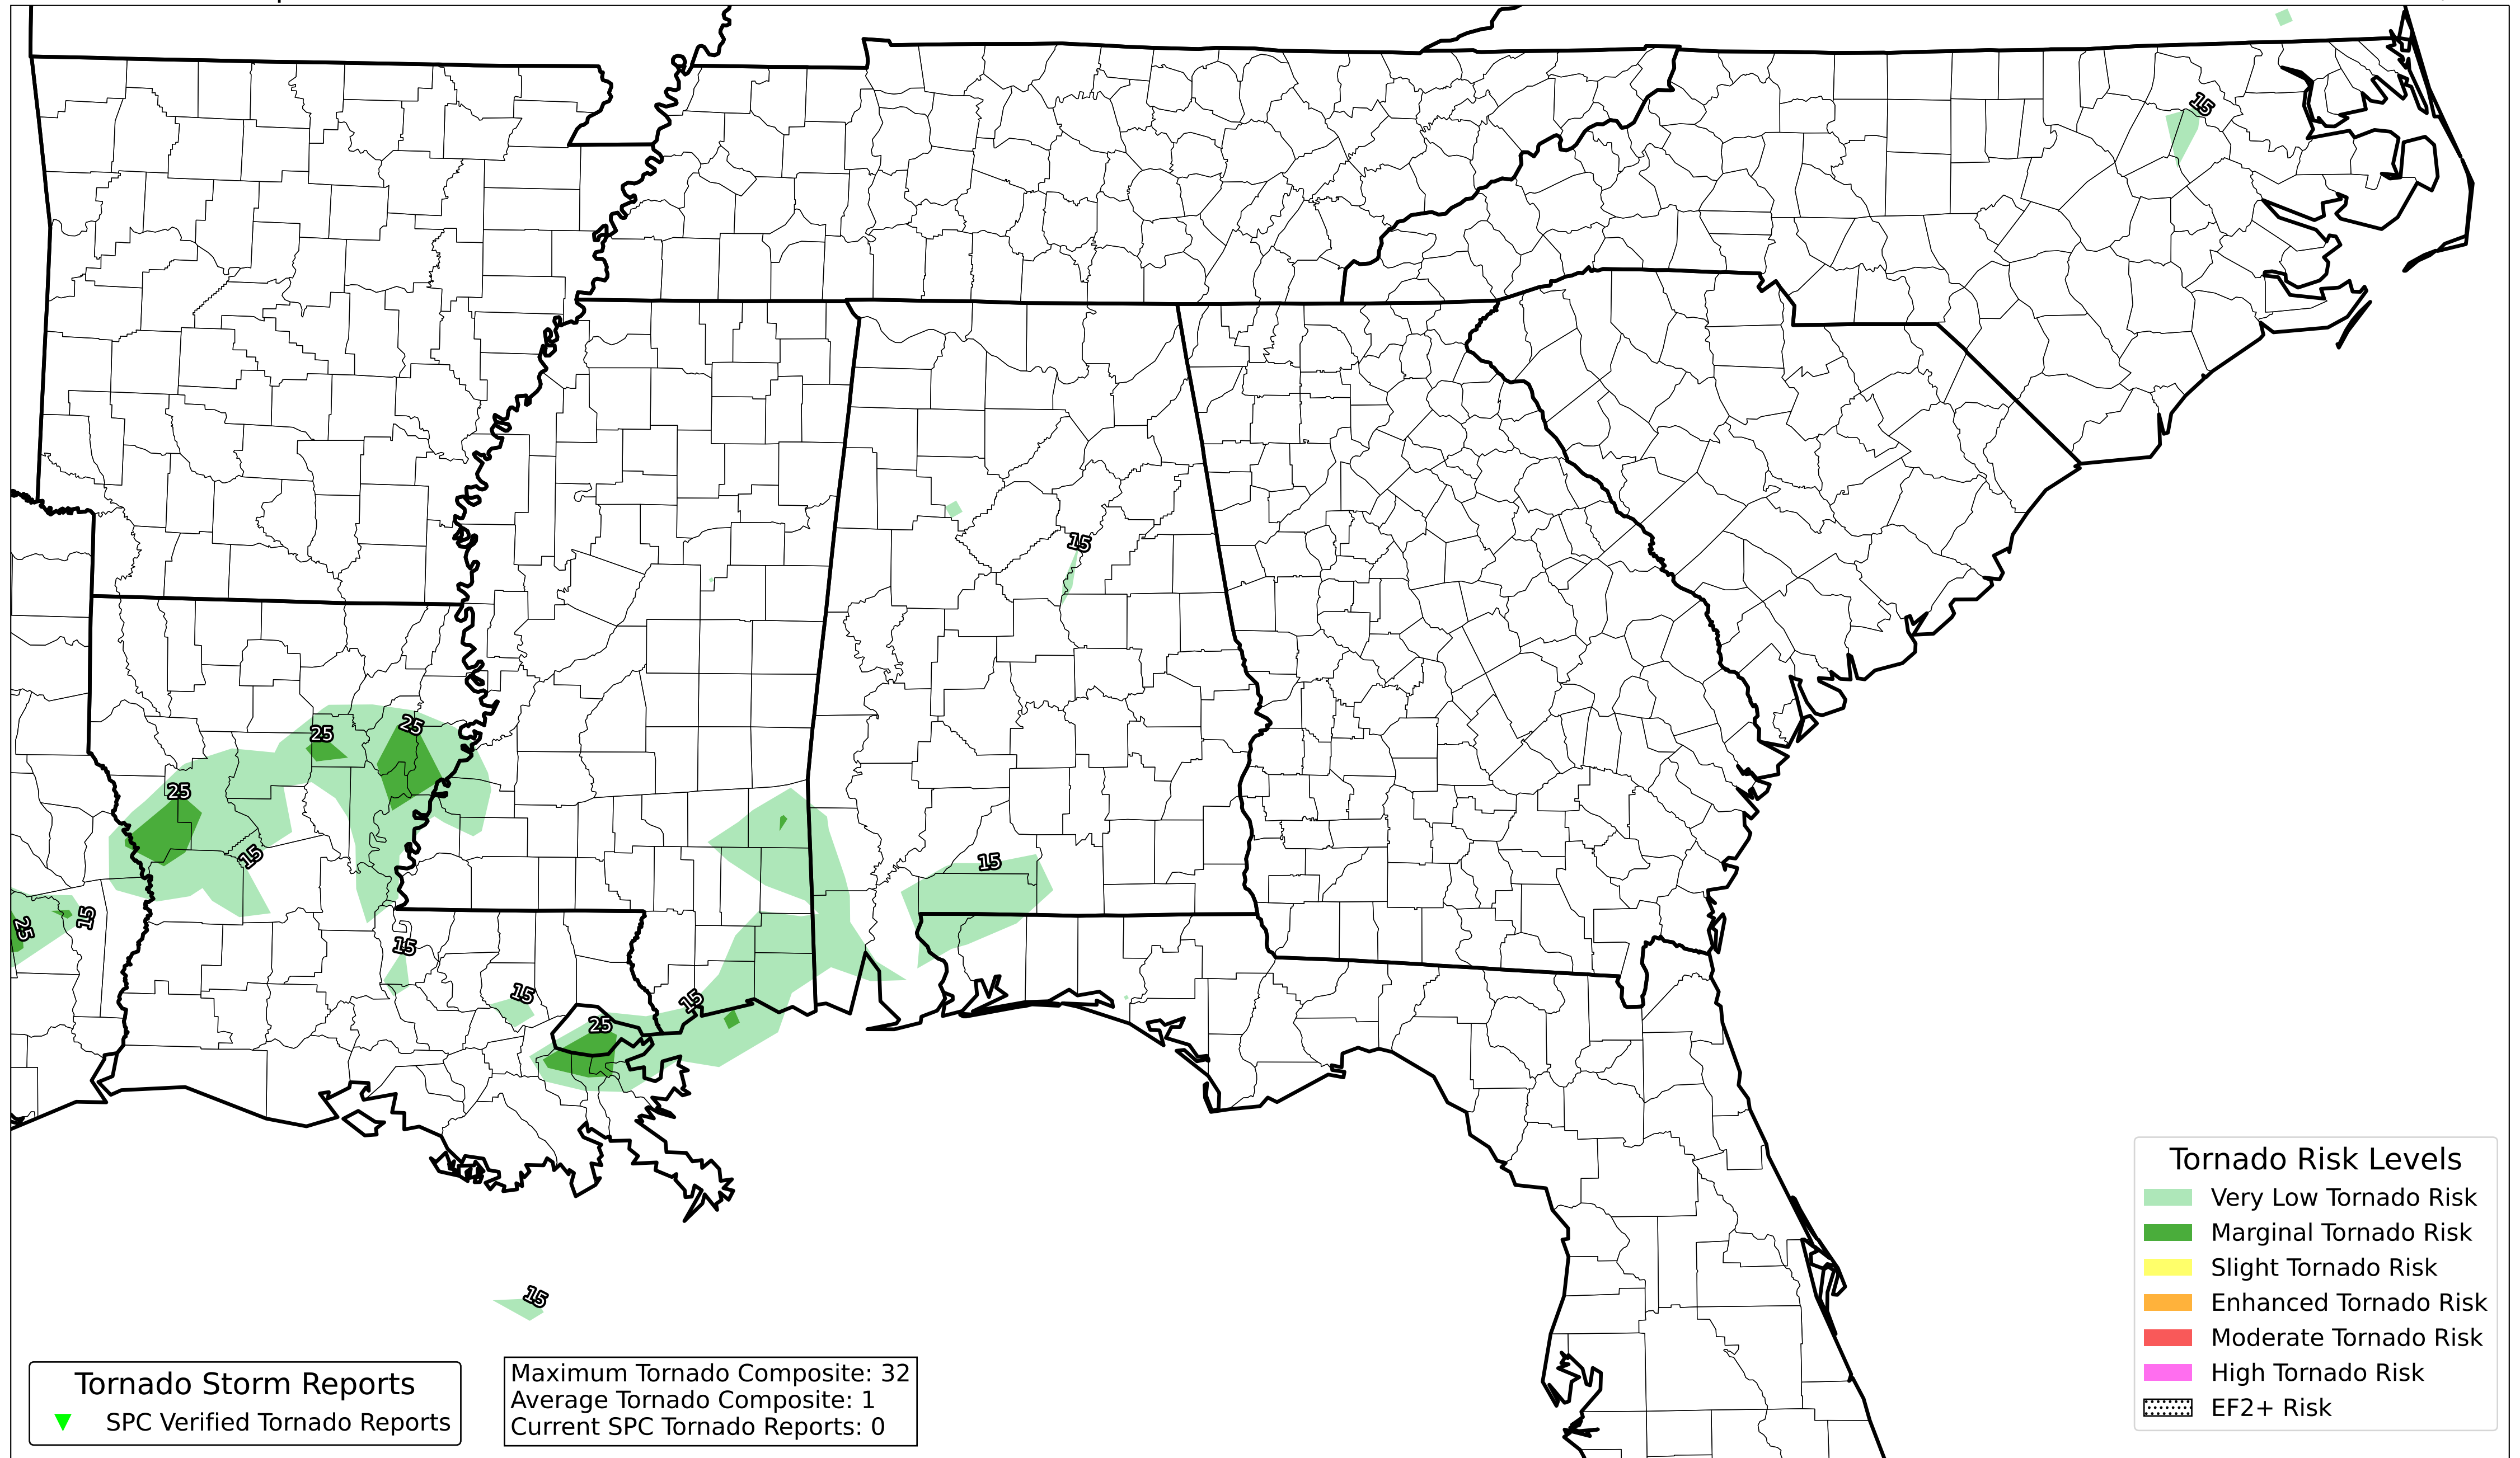 15
15
25
25
25
15
15
15
25
15
15
15
25
15
15
Tornado Risk Levels
Very Low Tornado Risk
Marginal Tornado Risk
Slight Tornado Risk
Enhanced Tornado Risk
Moderate Tornado Risk
High Tornado Risk
EF2+ Risk
Tornado Storm Reports
SPC Verified Tornado Reports
Maximum Tornado Composite: 32
Average Tornado Composite: 1
Current SPC Tornado Reports: 0